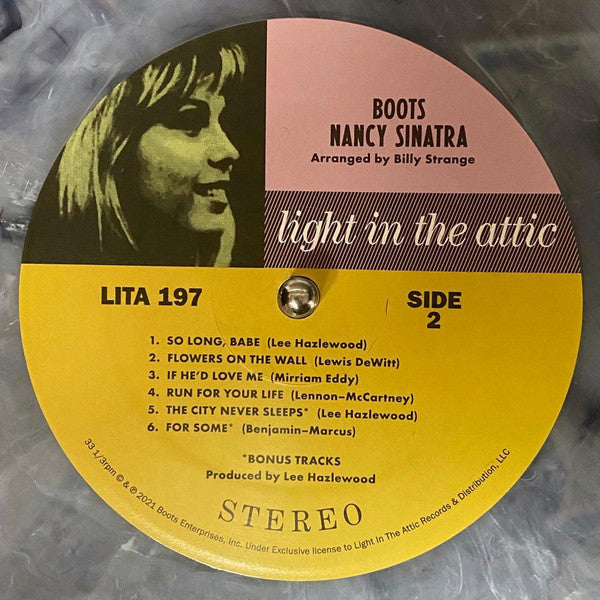 BOOTS
NANCY SINATRA
Arranged by Billy Strange
light in the attic
LITA 197
SIDE
2
1. SO LONG, BABE (Lee Hazlewood)
2. FLOWERS ON THE WALL (Lewis DeWitt)
3. IF HE'D LOVE ME (Mirriam Eddy)
4. RUN FOR YOUR LIFE (Lennon–McCartney)
5. THE CITY NEVER SLEEPS* (Lee Hazlewood)
6. FOR SOME* (Benjamin–Marcus)
*BONUS TRACKS
Produced by Lee Hazlewood
STEREO
33 1/3rpm © & ℗ 2021 Boots Enterprises, Inc. Under Exclusive license to Light In The Attic Records & Distribution, LLC